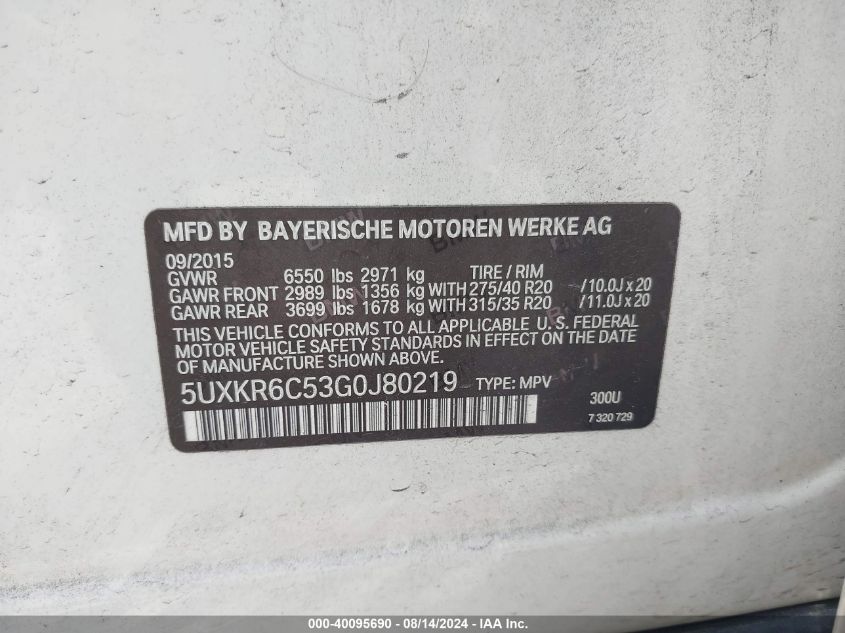 MFD BY BAYERISCHE MOTOREN WERKE AG
09/2015
GVWR 6550 lbs 2971 kg TIRE / RIM
GAWR FRONT 2989 lbs 1356 kg WITH 275/40 R20 /10.0J x 20
GAWR REAR 3699 lbs 1678 kg WITH 315/35 R20 /11.0J x 20
THIS VEHICLE CONFORMS TO ALL APPLICABLE U. S. FEDERAL
MOTOR VEHICLE SAFETY STANDARDS IN EFFECT ON THE DATE
OF MANUFACTURE SHOWN ABOVE.
5UXKR6C53G0J80219 TYPE: MPV 300U
7 320 729
000-40095690 - 08/14/2024 - IAA Inc.